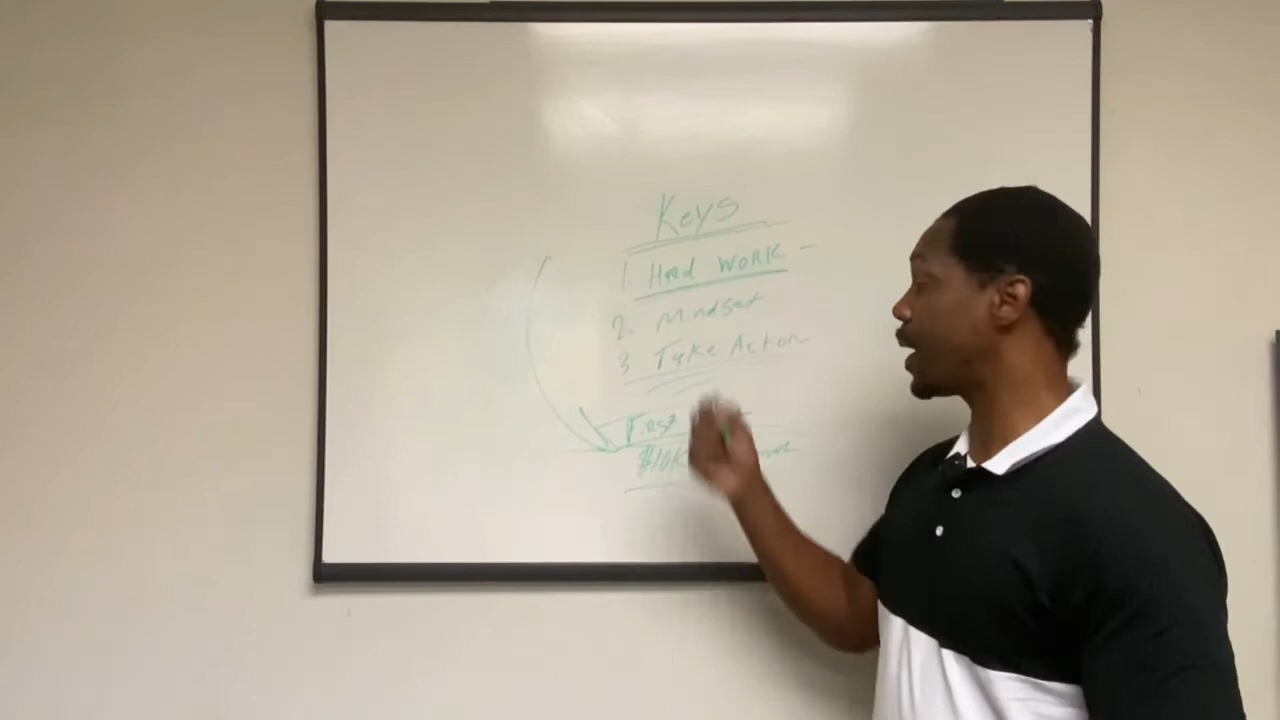 Keys
1. Hard WORK -
2. Mindset
3 Take Action
First
$10K